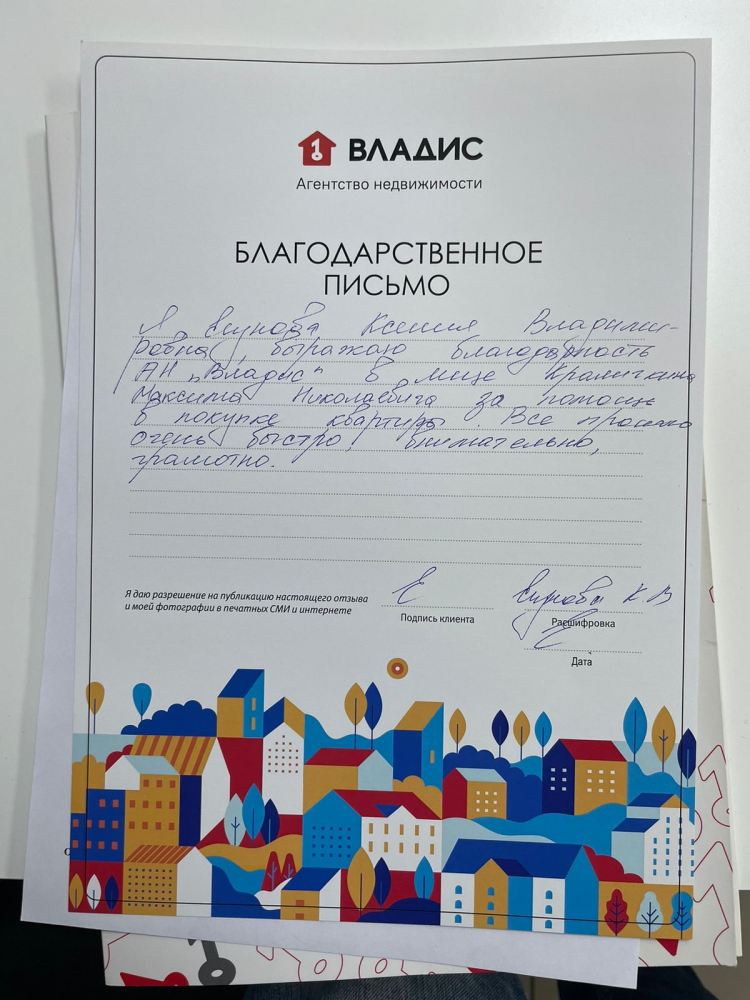 ВЛАДИС
Агентство недвижимости
БЛАГОДАРСТВЕННОЕ
ПИСЬМО
Я, Ксения Владими-
ровна, выражаю благодарность
АН „Владис" в лице
Максима Николаевича за помощь
в покупке квартиры. Все прошло
очень быстро, внимательно,
грамотно.
Я даю разрешение на публикацию настоящего отзыва
и моей фотографии в печатных СМИ и интернете
Подпись клиента
К. В
Расшифровка
Дата